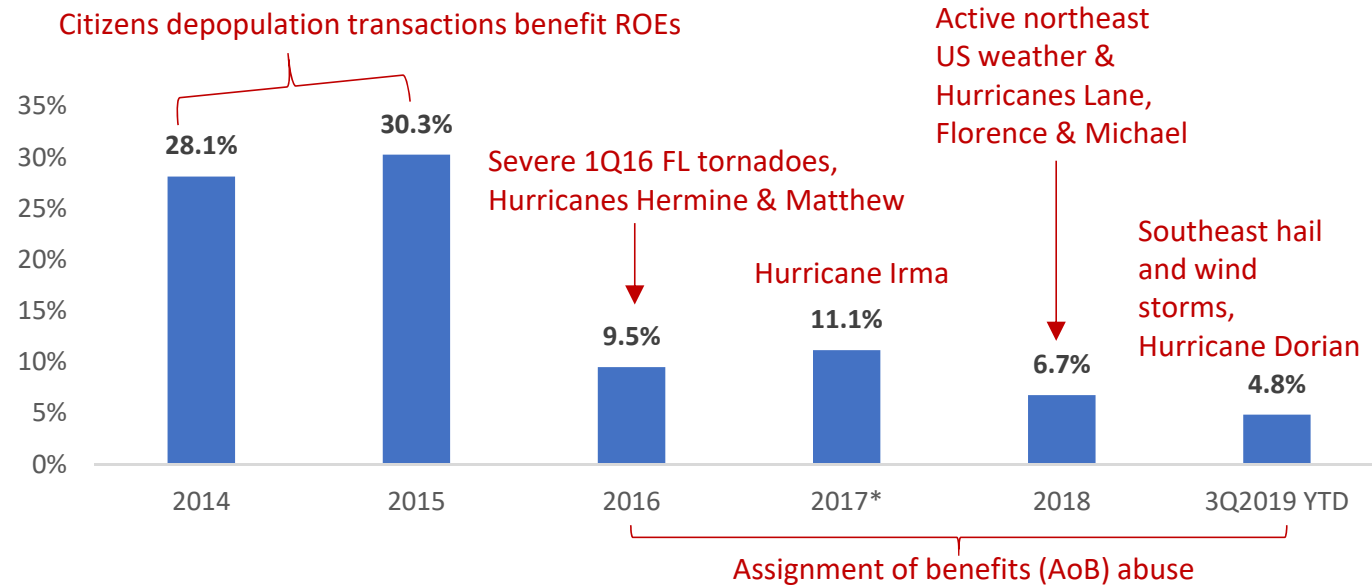 Citizens depopulation transactions benefit ROEs
Active northeast
US weather &
Hurricanes Lane,
Florence & Michael
Severe 1Q16 FL tornadoes,
Hurricanes Hermine & Matthew
Hurricane Irma
Southeast hail
and wind
storms,
Hurricane Dorian
35%
30%
25%
20%
15%
10%
5%
0%
28.1%
30.3%
9.5%
11.1%
6.7%
4.8%
2014
2015
2016
2017*
2018
3Q2019 YTD
Assignment of benefits (AoB) abuse